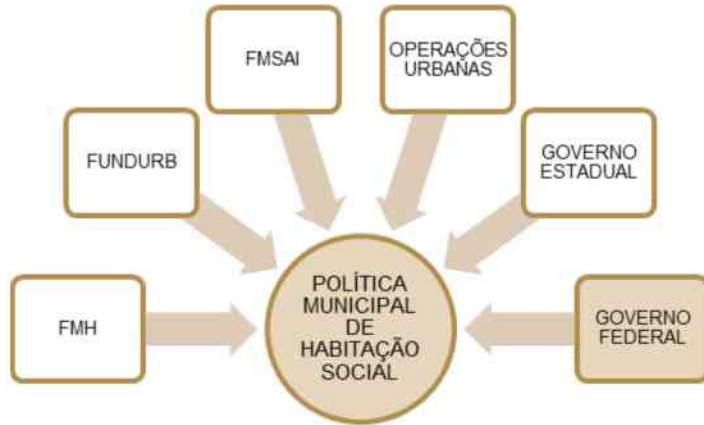 FMSAI
OPERAÇÕES
URBANAS
FUNDURB
GOVERNO
ESTADUAL
FMH
POLÍTICA
MUNICIPAL
DE
HABITAÇÃO
SOCIAL
GOVERNO
FEDERAL